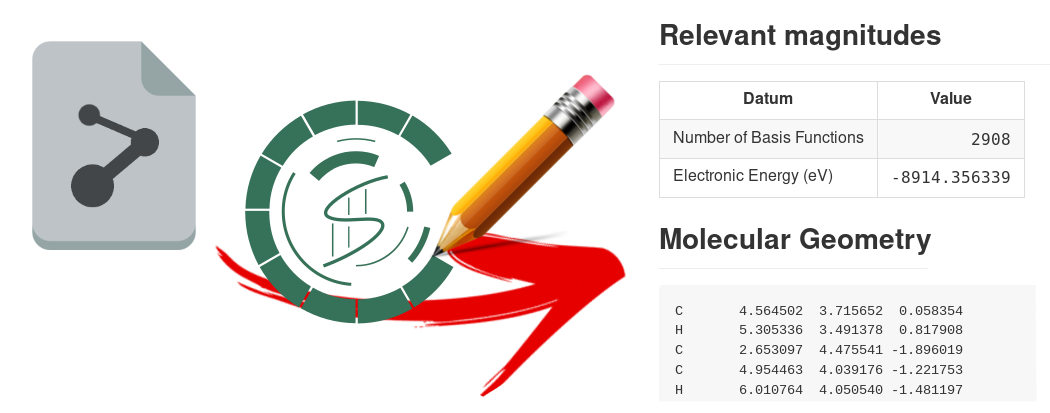 Relevant magnitudes
Datum Value
Number of Basis Functions 2908
Electronic Energy (eV) -8914.356339
Molecular Geometry
C 4.564502 3.715652 0.058354
H 5.305336 3.491378 0.817908
C 2.653097 4.475541 -1.896019
C 4.954463 4.039176 -1.221753
H 6.010764 4.050540 -1.481197